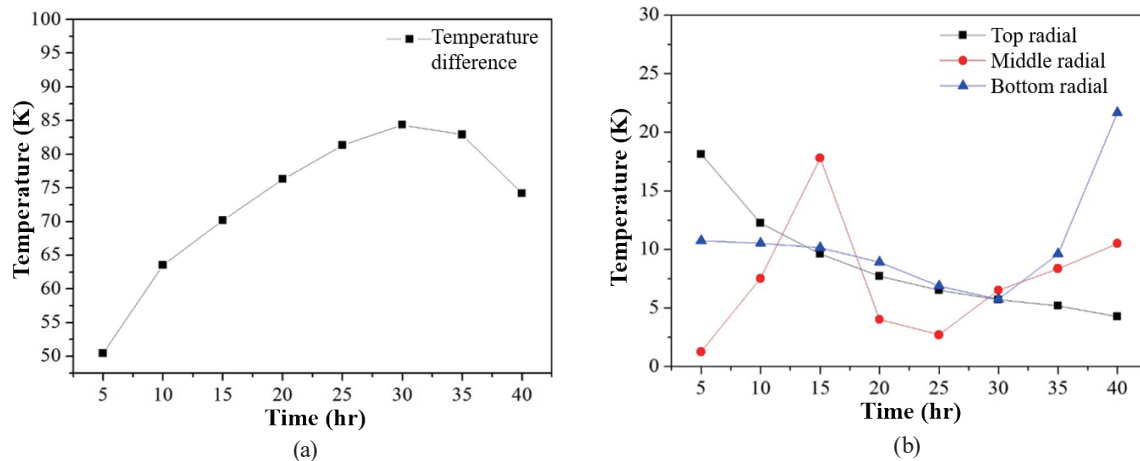 100
95
90
85
80
75
70
65
60
55
50
Temperature (K)
Temperature
difference
5 10 15 20 25 30 35 40
Time (hr)
(a)
30
25
20
15
10
5
0
Temperature (K)
Top radial
Middle radial
Bottom radial
5 10 15 20 25 30 35 40
Time (hr)
(b)